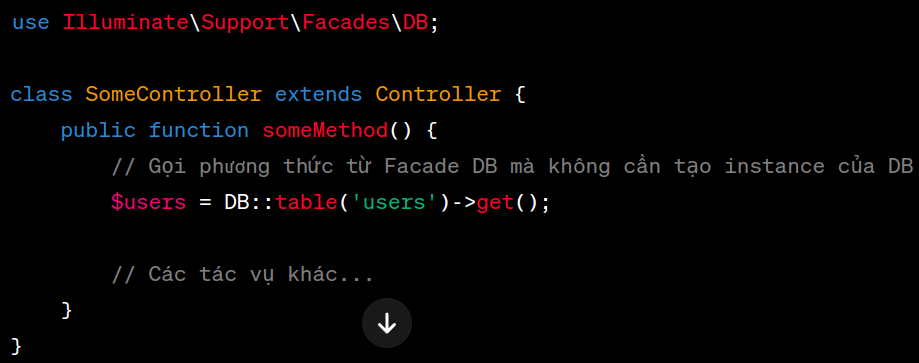 use Illuminate\Support\Facades\DB;
class SomeController extends Controller {
public function someMethod() {
// Gọi phương thức từ Facade DB mà không cần tạo instance của DB
$users = DB::table('users')->get();
// Các tác vụ khác...
}
}